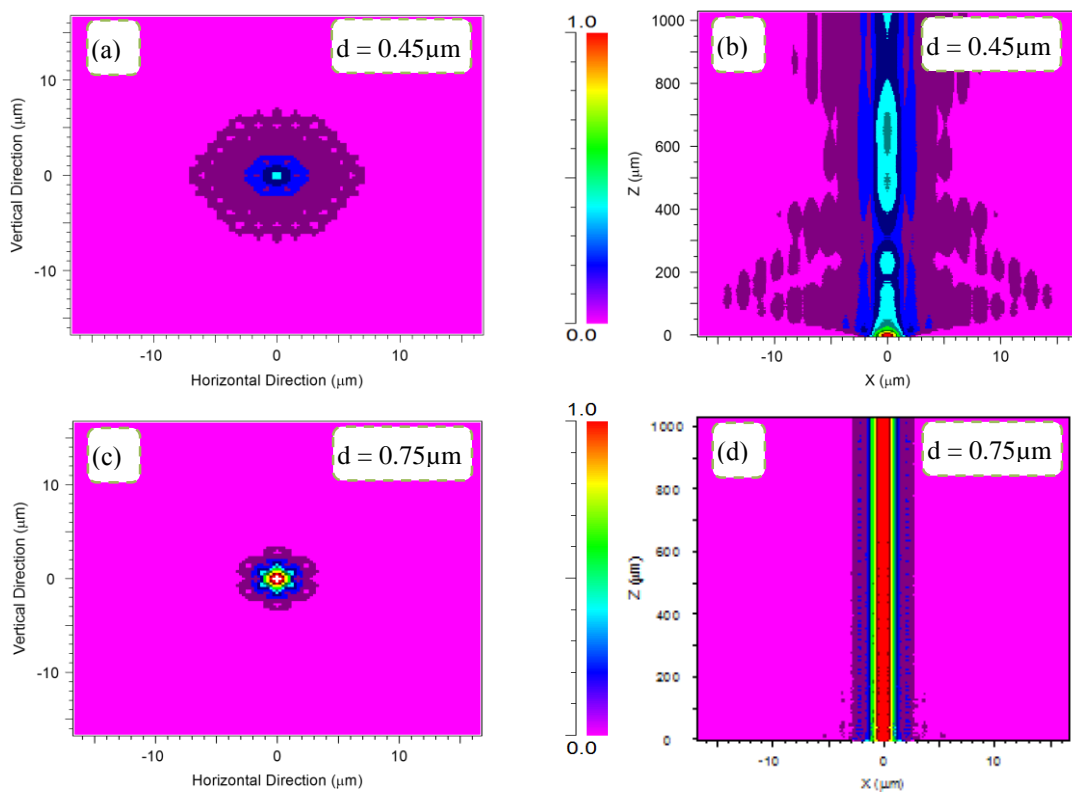 (a)
d = 0.45µm
10
0
-10
Vertical Direction (µm)
-10
0
10
Horizontal Direction (µm)
1.0
0.0
(b)
d = 0.45µm
1000
800
600
400
200
0
Z (µm)
-10
0
10
X (µm)
(c)
d = 0.75µm
10
0
-10
Vertical Direction (µm)
-10
0
10
Horizontal Direction (µm)
1.0
0.0
(d)
d = 0.75µm
1000
800
600
400
200
0
Z (µm)
-10
0
10
X (µm)